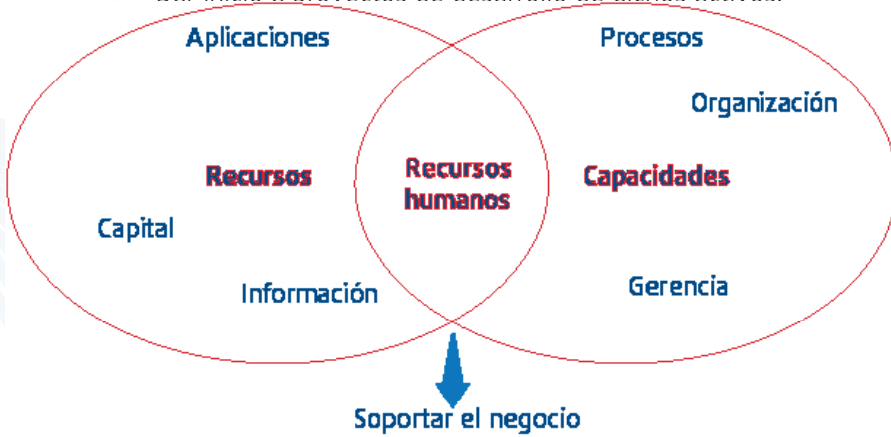 Aplicaciones
Procesos
Organización
Recursos
Recursos
humanos
Capacidades
Capital
Información
Gerencia
Soportar el negocio